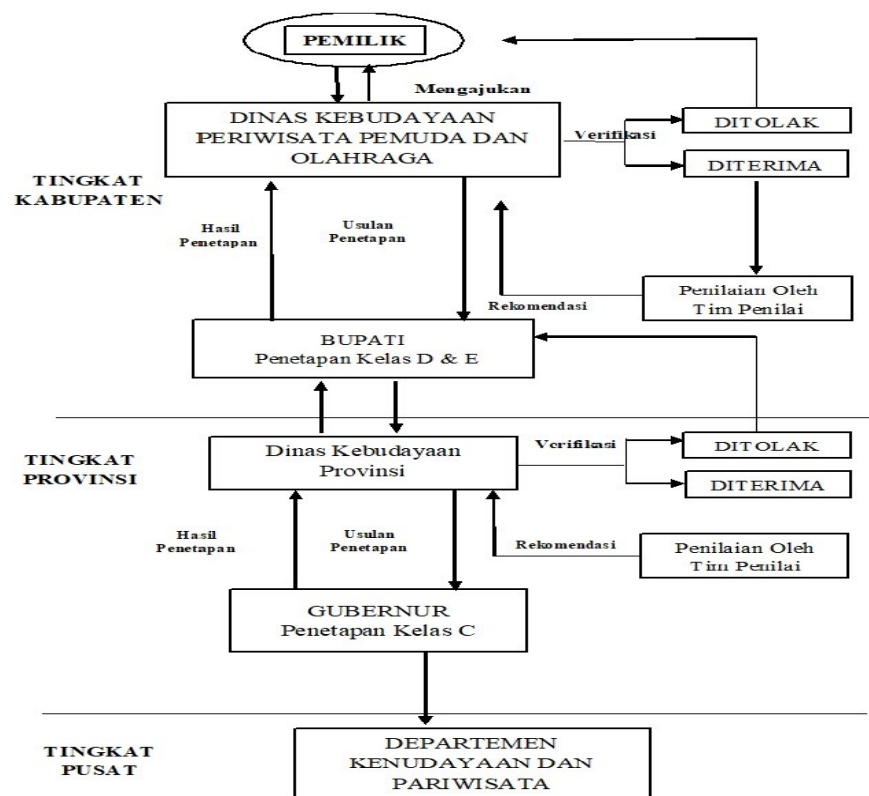 PEMILIK
Mengajukan
DINAS KEBUDAYAAN
PERIWISATA PEMUDA DAN
OLAHRAGA
Verifikasi
DITOLAK
DITERIMA
TINGKAT
KABUPATEN
Hasil
Penetapan
Usulan
Penetapan
Rekomendasi
Penilaian Oleh
Tim Penilai
BUPATI
Penetapan Kelas D & E
TINGKAT
PROVINSI
Dinas Kebudayaan
Provinsi
Verifikasi
DITOLAK
DITERIMA
Hasil
Penetapan
Usulan
Penetapan
Rekomendasi
Penilaian Oleh
Tim Penilai
GUBERNUR
Penetapan Kelas C
TINGKAT
PUSAT
DEPARTEMEN
KENUDAYAAN DAN
PARIWISATA